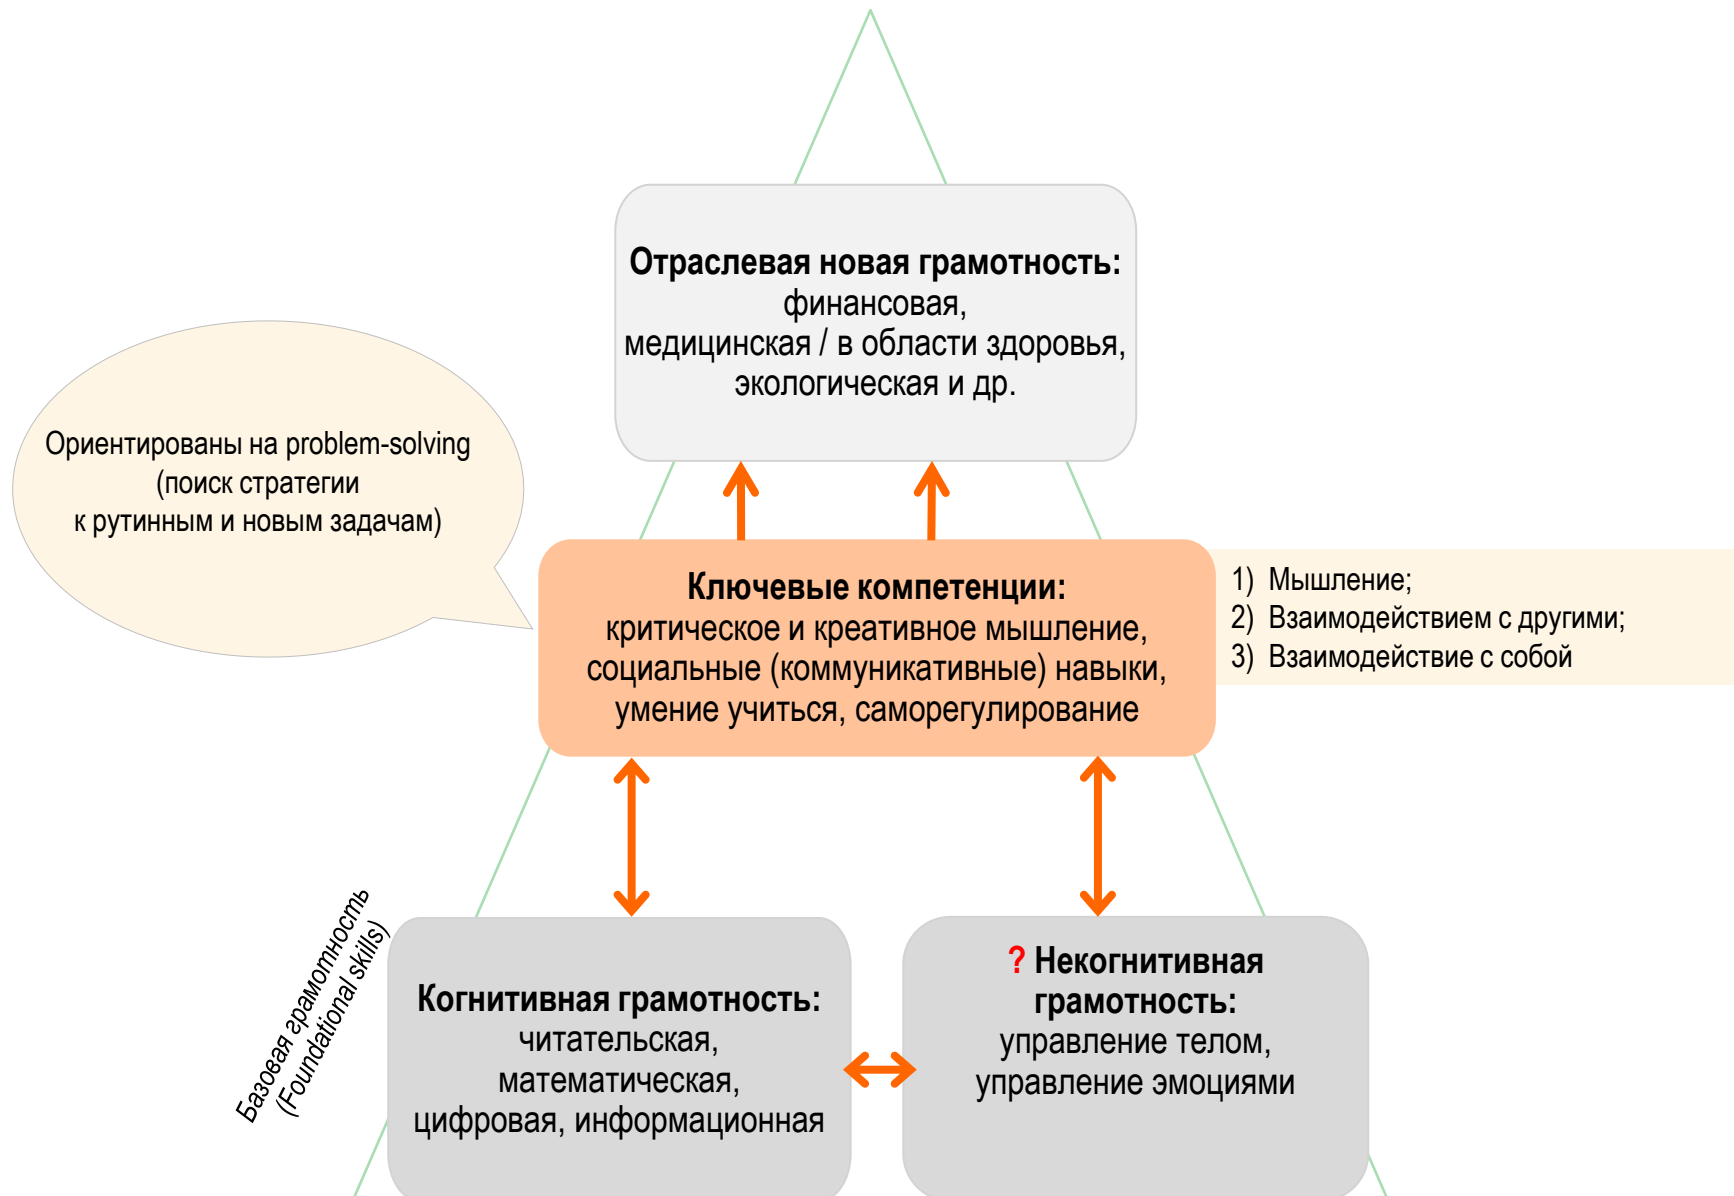 Отраслевая новая грамотность:
финансовая,
медицинская / в области здоровья,
экологическая и др.
Ориентированы на problem-solving
(поиск стратегии
к рутинным и новым задачам)
Ключевые компетенции:
критическое и креативное мышление,
социальные (коммуникативные) навыки,
умение учиться, саморегулирование
1) Мышление;
2) Взаимодействием с другими;
3) Взаимодействие с собой
Базовая грамотность
(Foundational skills)
Когнитивная грамотность:
читательская,
математическая,
цифровая, информационная
? Некогнитивная
грамотность:
управление телом,
управление эмоциями